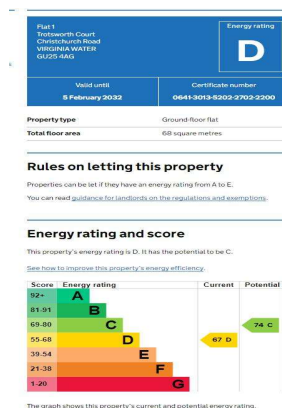 Flat 1
Trotsworth Court
Christchurch Road
VIRGINIA WATER
GU25 4AG
Energy rating
D
Valid until
5 February 2032
Certificate number
0641-3013-5202-2702-2200
Property type
Ground-floor flat
Total floor area
68 square metres
Rules on letting this property
Properties can be let if they have an energy rating from A to E.
You can read guidance for landlords on the regulations and exemptions.
Energy rating and score
This property's energy rating is D. It has the potential to be C.
See how to improve this property's energy efficiency.
Score Energy rating Current Potential
92+ A
81-91 B
69-80 C 74 C
55-68 D 67 D
39-54 E
21-38 F
1-20 G
The graph shows this property's current and potential energy rating.